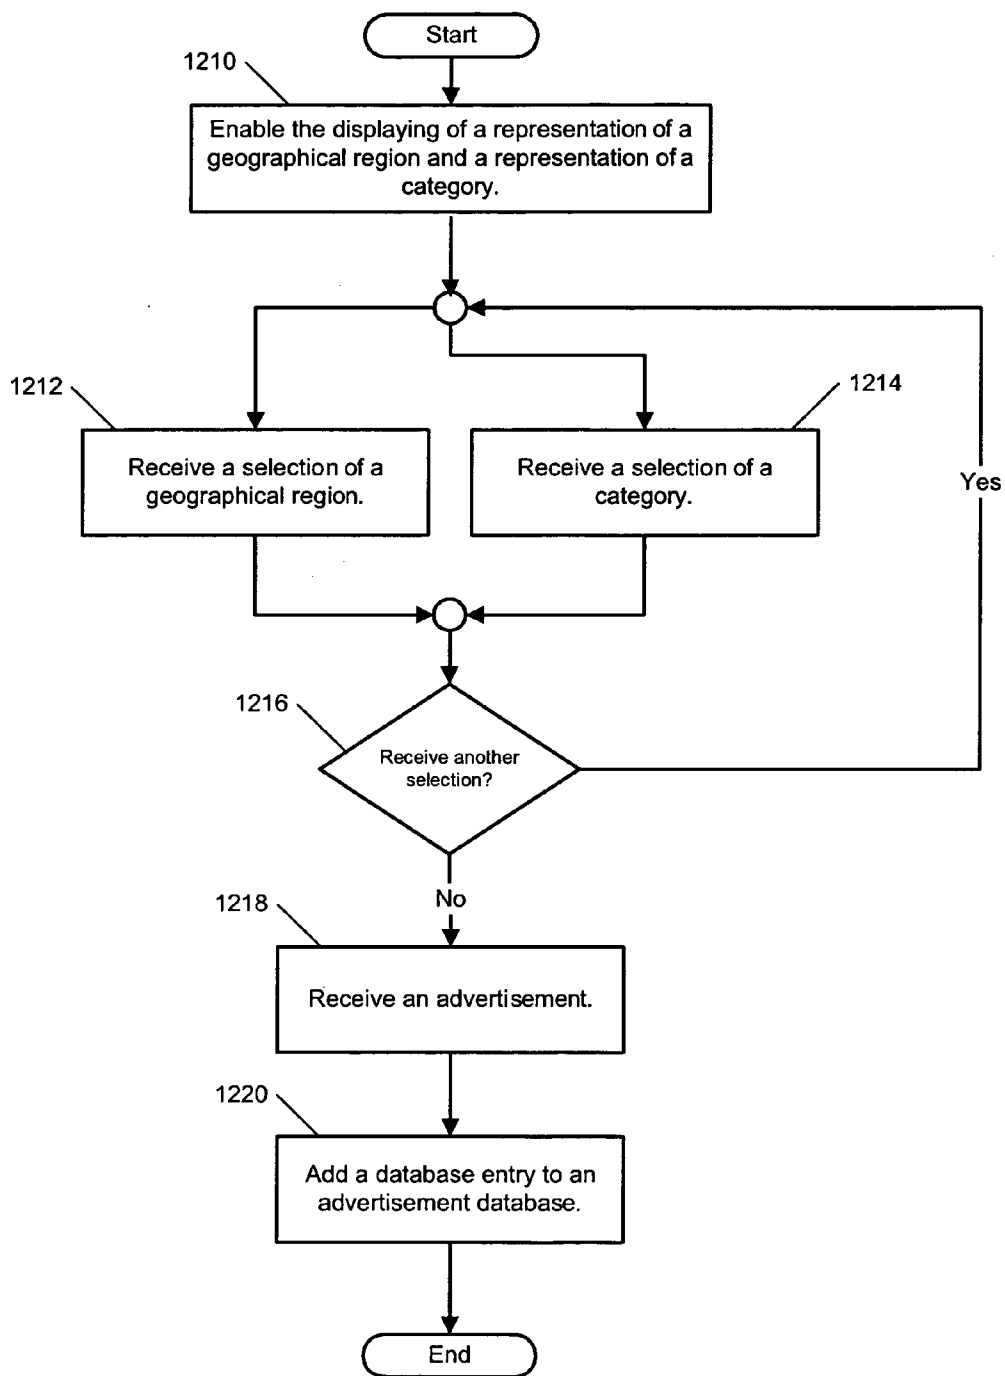 Start
1210
Enable the displaying of a representation of a
geographical region and a representation of a
category.
1212
1214
Receive a selection of a
geographical region.
Receive a selection of a
category.
Yes
1216
Receive another
selection?
No
1218
Receive an advertisement.
1220
Add a database entry to an
advertisement database.
End